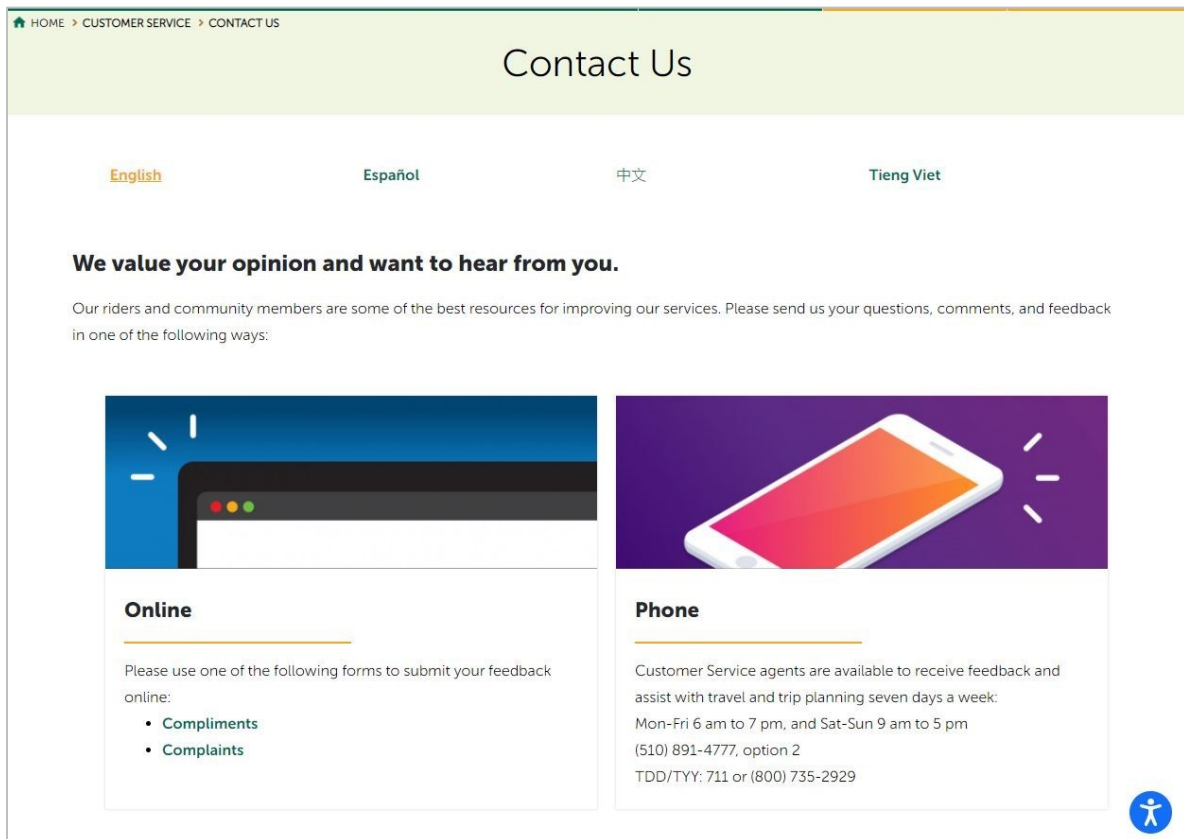 HOME > CUSTOMER SERVICE > CONTACT US
Contact Us
English
Español
中文
Tieng Viet
We value your opinion and want to hear from you.
Our riders and community members are some of the best resources for improving our services. Please send us your questions, comments, and feedback
in one of the following ways:
Online
Please use one of the following forms to submit your feedback
online:
• Compliments
• Complaints
Phone
Customer Service agents are available to receive feedback and
assist with travel and trip planning seven days a week:
Mon-Fri 6 am to 7 pm, and Sat-Sun 9 am to 5 pm
(510) 891-4777, option 2
TDD/TYY: 711 or (800) 735-2929